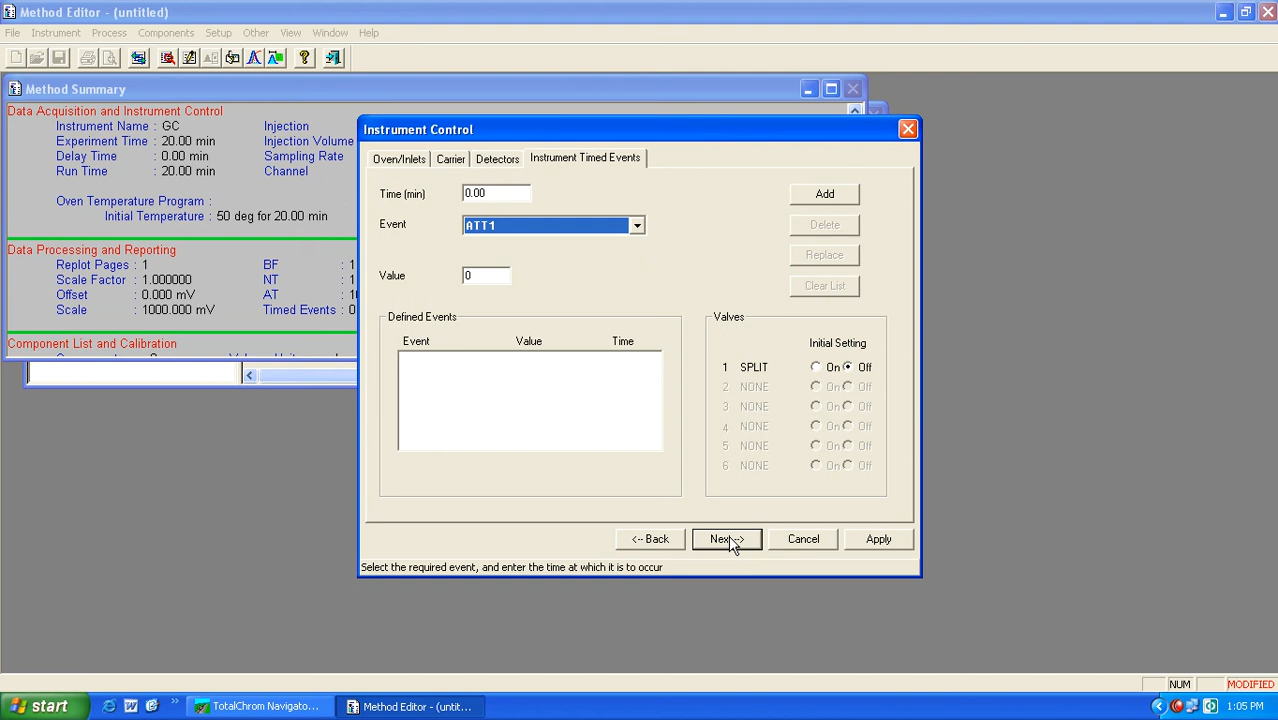 Method Editor - (untitled)
File Instrument Process Components Setup Other View Window Help
Method Summary
Data Acquisition and Instrument Control
Instrument Name : GC Injection
Experiment Time : 20.00 min Injection Volume
Delay Time : 0.00 min Sampling Rate
Run Time : 20.00 min Channel
Oven Temperature Program :
Initial Temperature : 50 deg for 20.00 min
Data Processing and Reporting
Replot Pages : 1 BF : 1
Scale Factor : 1.000000 NT : 1
Offset : 0.000 mV AT
Scale : 1000.000 mV Timed Events : 0
Component List and Calibration
Instrument Control
Oven/Inlets Carrier Detectors Instrument Timed Events
Time (min) 0.00 Add
Event ATT1 Delete
Replace
Value 0 Clear List
Defined Events Valves
Event Value Time Initial Setting
1 SPLIT On Off
2 NONE On Off
3 NONE On Off
4 NONE On Off
5 NONE On Off
6 NONE On Off
<-- Back Next --> Cancel Apply
Select the required event, and enter the time at which it is to occur
NUM MODIFIED
start TotalChrom Navigato... Method Editor - (untit... 1:05 PM